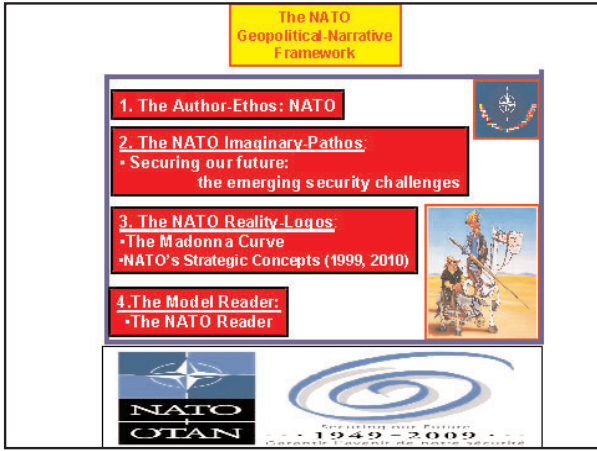 The NATO
Geopolitical-Narrative
Framework
1. The Author-Ethos: NATO
2. The NATO Imaginary-Pathos:
• Securing our future:
the emerging security challenges
3. The NATO Reality-Logos:
•The Madonna Curve
•NATO's Strategic Concepts (1999, 2010)
4.The Model Reader:
•The NATO Reader
NATO
OTAN
Securing our Future
1949-2009
Garantir l'avenir de notre sécurité